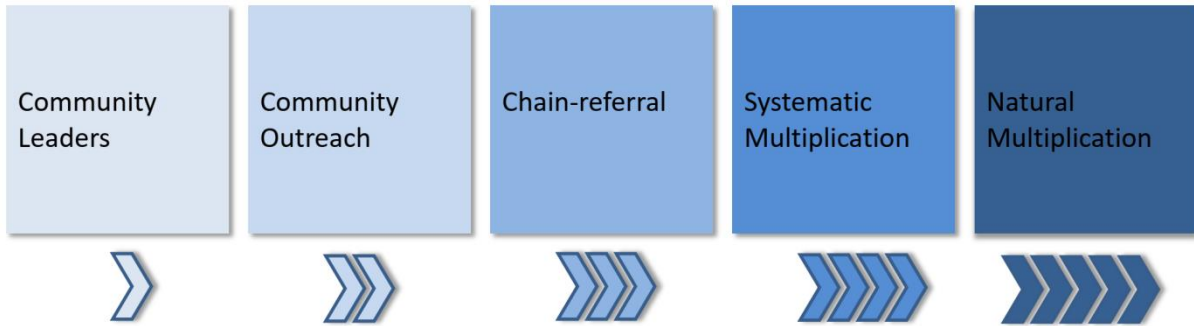 Community
Leaders
Community
Outreach
Chain-referral
Systematic
Multiplication
Natural
Multiplication